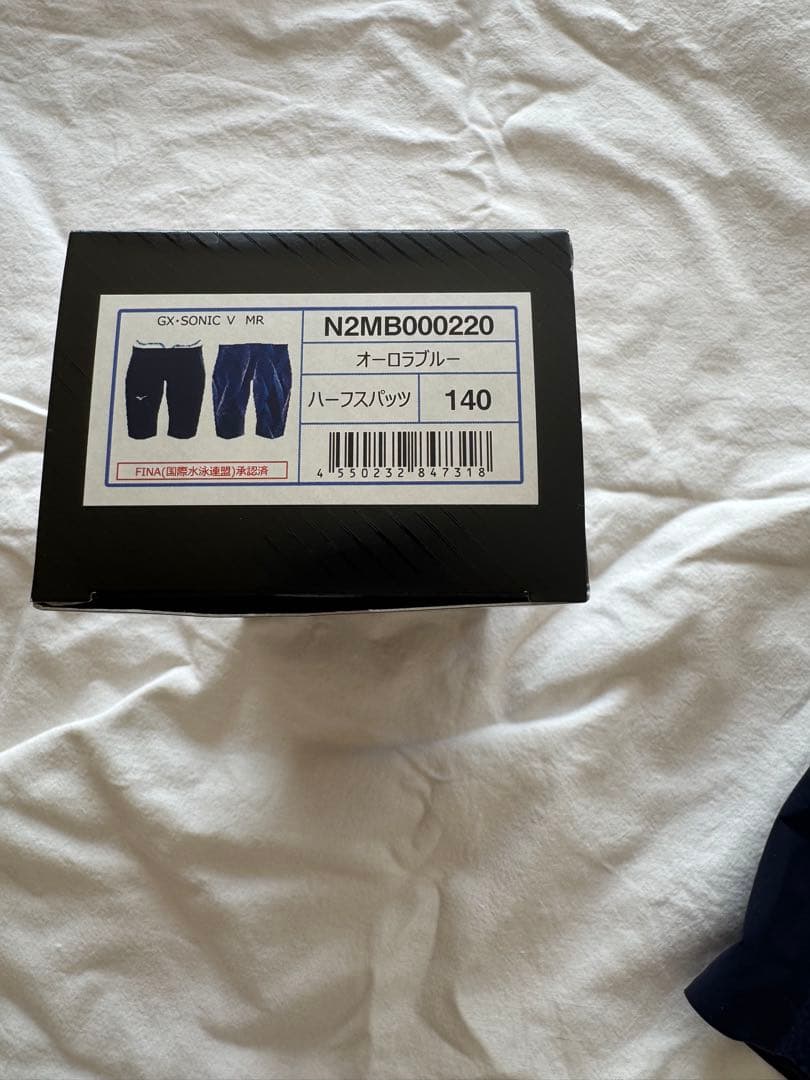 GX・SONIC V MR
FINA(国際水泳連盟)承認済
N2MB000220
オーロラブルー
ハーフスパッツ
140
4 550232 847318